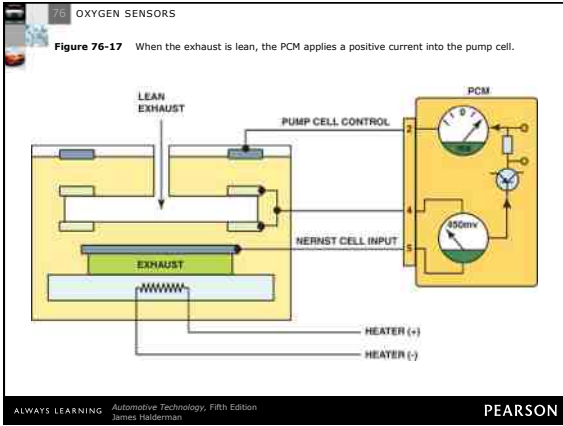 76 OXYGEN SENSORS
Figure 76-17 When the exhaust is lean, the PCM applies a positive current into the pump cell.
LEAN
EXHAUST
PCM
PUMP CELL CONTROL
2
0
4
450mv
NERNST CELL INPUT
5
EXHAUST
HEATER (+)
HEATER (-)
ALWAYS LEARNING
Automotive Technology, Fifth Edition
James Halderman
PEARSON